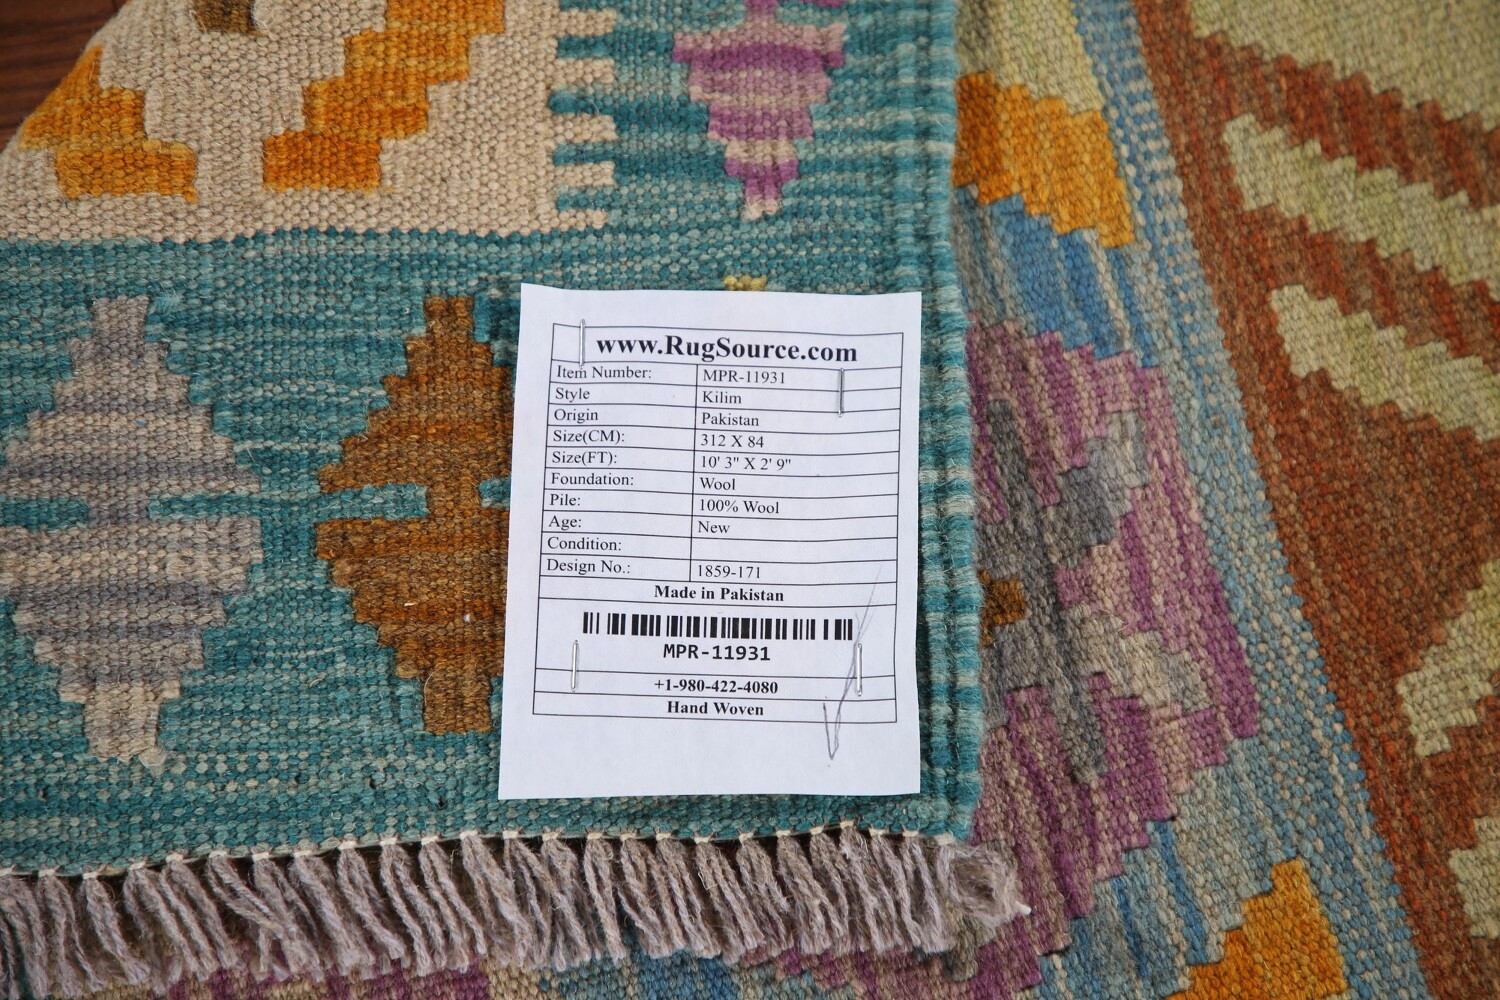 www.RugSource.com
Item Number: MPR-11931
Style Kilim
Origin Pakistan
Size(CM): 312 X 84
Size(FT): 10' 3" X 2' 9"
Foundation: Wool
Pile: 100% Wool
Age: New
Condition:
Design No.: 1859-171
Made in Pakistan
MPR-11931
+1-980-422-4080
Hand Woven